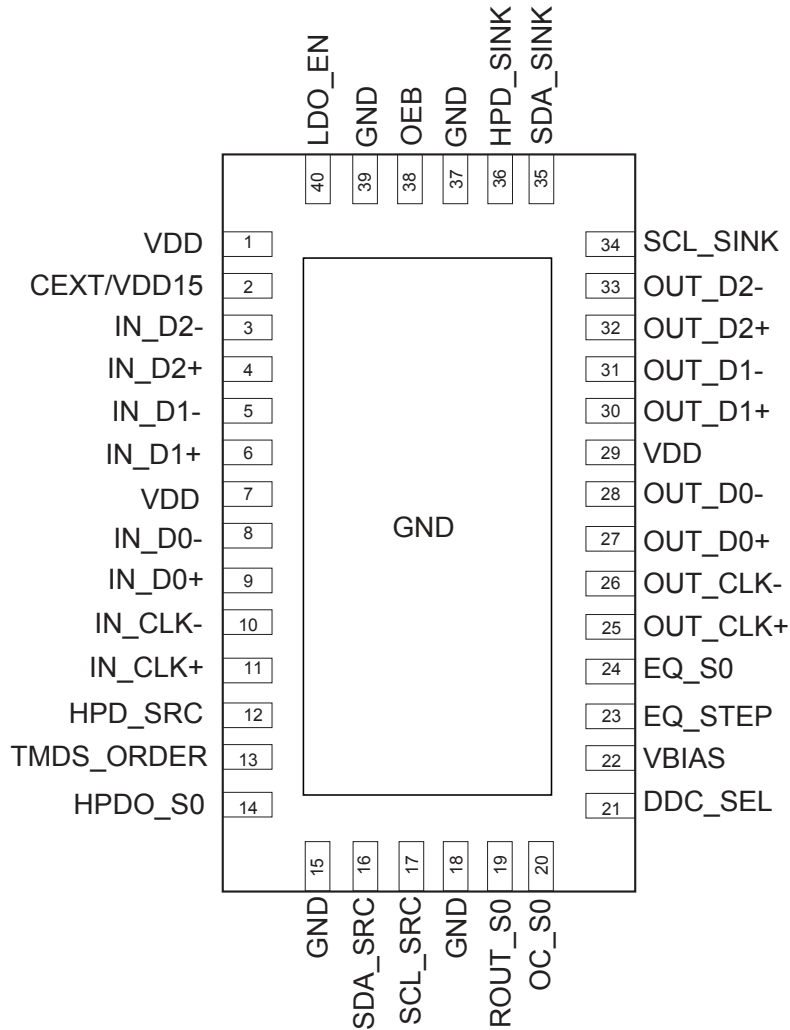 LDO_EN
GND
OEB
GND
HPD_SINK
SDA_SINK
40
39
38
37
36
35
VDD 1
CEXT/VDD15 2
IN_D2- 3
IN_D2+ 4
IN_D1- 5
IN_D1+ 6
VDD 7
IN_D0- 8
IN_D0+ 9
IN_CLK- 10
IN_CLK+ 11
HPD_SRC 12
TMDS_ORDER 13
HPDO_S0 14
GND
34 SCL_SINK
33 OUT_D2-
32 OUT_D2+
31 OUT_D1-
30 OUT_D1+
29 VDD
28 OUT_D0-
27 OUT_D0+
26 OUT_CLK-
25 OUT_CLK+
24 EQ_S0
23 EQ_STEP
22 VBIAS
21 DDC_SEL
15
16
17
18
19
20
GND
SDA_SRC
SCL_SRC
GND
ROUT_S0
OC_S0